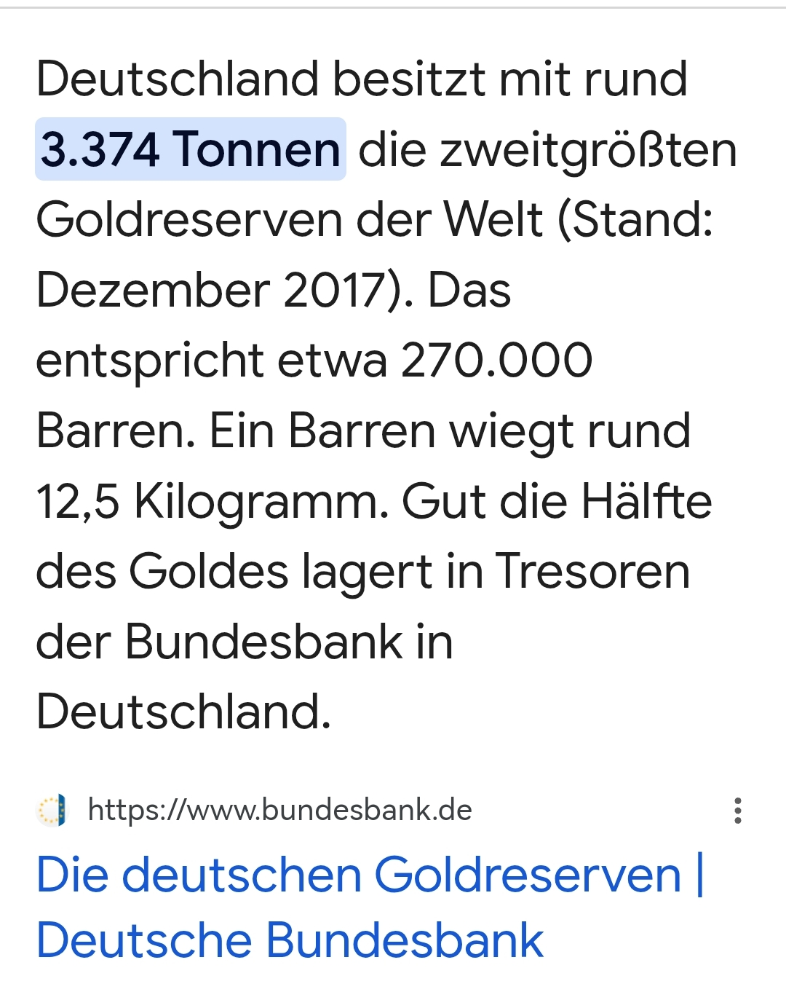 Deutschland besitzt mit rund
3.374 Tonnen die zweitgrößten
Goldreserven der Welt (Stand:
Dezember 2017). Das
entspricht etwa 270.000
Barren. Ein Barren wiegt rund
12,5 Kilogramm. Gut die Hälfte
des Goldes lagert in Tresoren
der Bundesbank in
Deutschland.
https://www.bundesbank.de
Die deutschen Goldreserven |
Deutsche Bundesbank